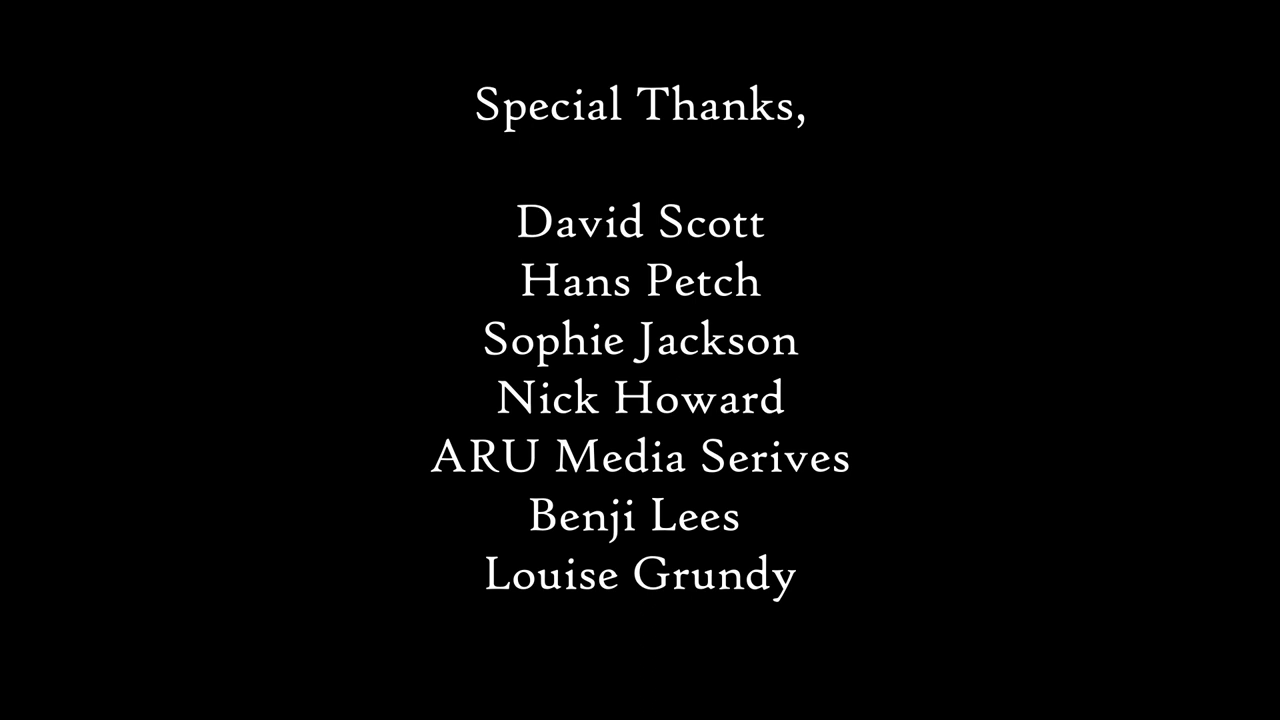 Special Thanks,
David Scott
Hans Petch
Sophie Jackson
Nick Howard
ARU Media Serives
Benji Lees
Louise Grundy